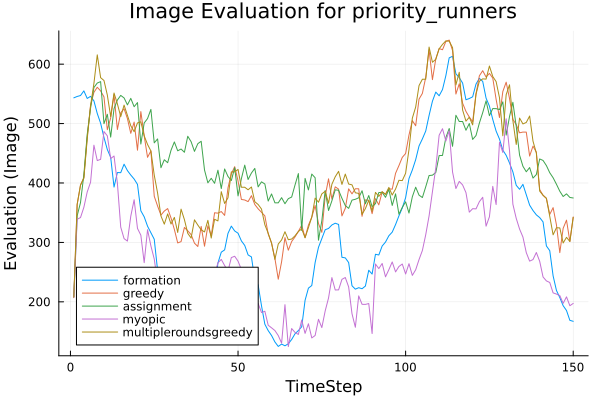 Image Evaluation for priority_runners
Evaluation (Image)
600
500
400
300
200
formation
greedy
assignment
myopic
multipleroundsgreedy
0
50
100
150
TimeStep